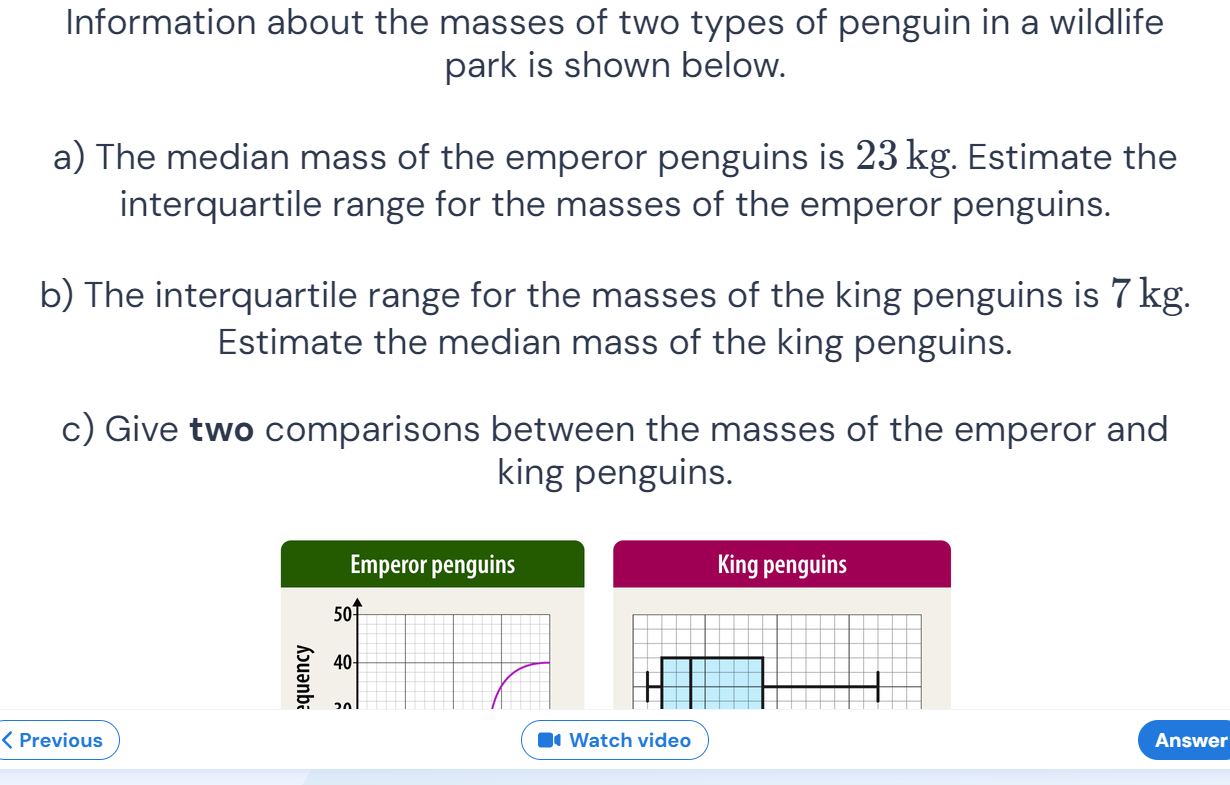 Information about the masses of two types of penguin in a wildlife
park is shown below.
a) The median mass of the emperor penguins is 23 kg. Estimate the
interquartile range for the masses of the emperor penguins.
b) The interquartile range for the masses of the king penguins is 7 kg.
Estimate the median mass of the king penguins.
c) Give two comparisons between the masses of the emperor and
king penguins.
Emperor penguins
King penguins
50
40
Previous
Watch video
Answer